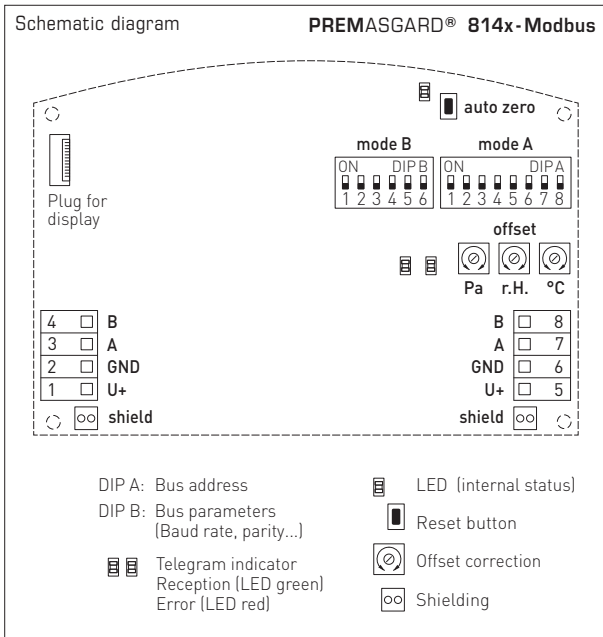 Schematic diagram PREMASGARD® 814x-Modbus
auto zero
mode B mode A
ON DIP B ON DIP A
1 2 3 4 5 6 1 2 3 4 5 6 7 8
Plug for
display
offset
Pa r.H. °C
4 B B 8
3 A A 7
2 GND GND 6
1 U+ U+ 5
shield shield
DIP A: Bus address
DIP B: Bus parameters
(Baud rate, parity...)
Telegram indicator
Reception (LED green)
Error (LED red)
LED (internal status)
Reset button
Offset correction
Shielding